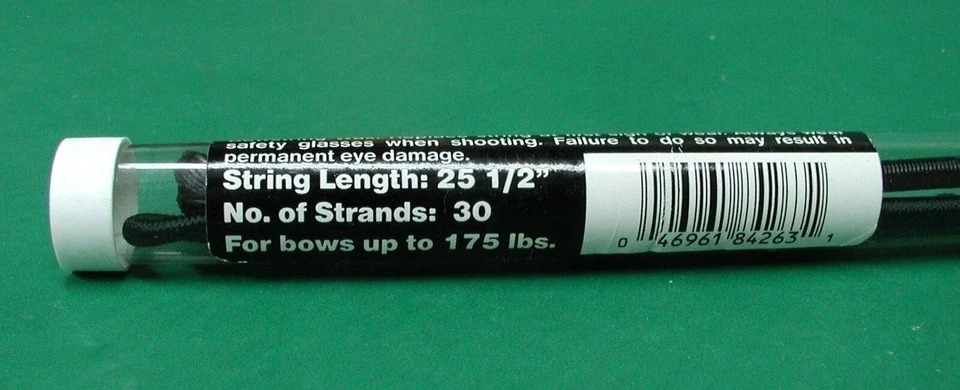 safety glasses when shooting. Failure to do so may result in
permanent eye damage.
String Length: 25 1/2”
No. of Strands: 30
For bows up to 175 lbs.
0 46961 84263 1